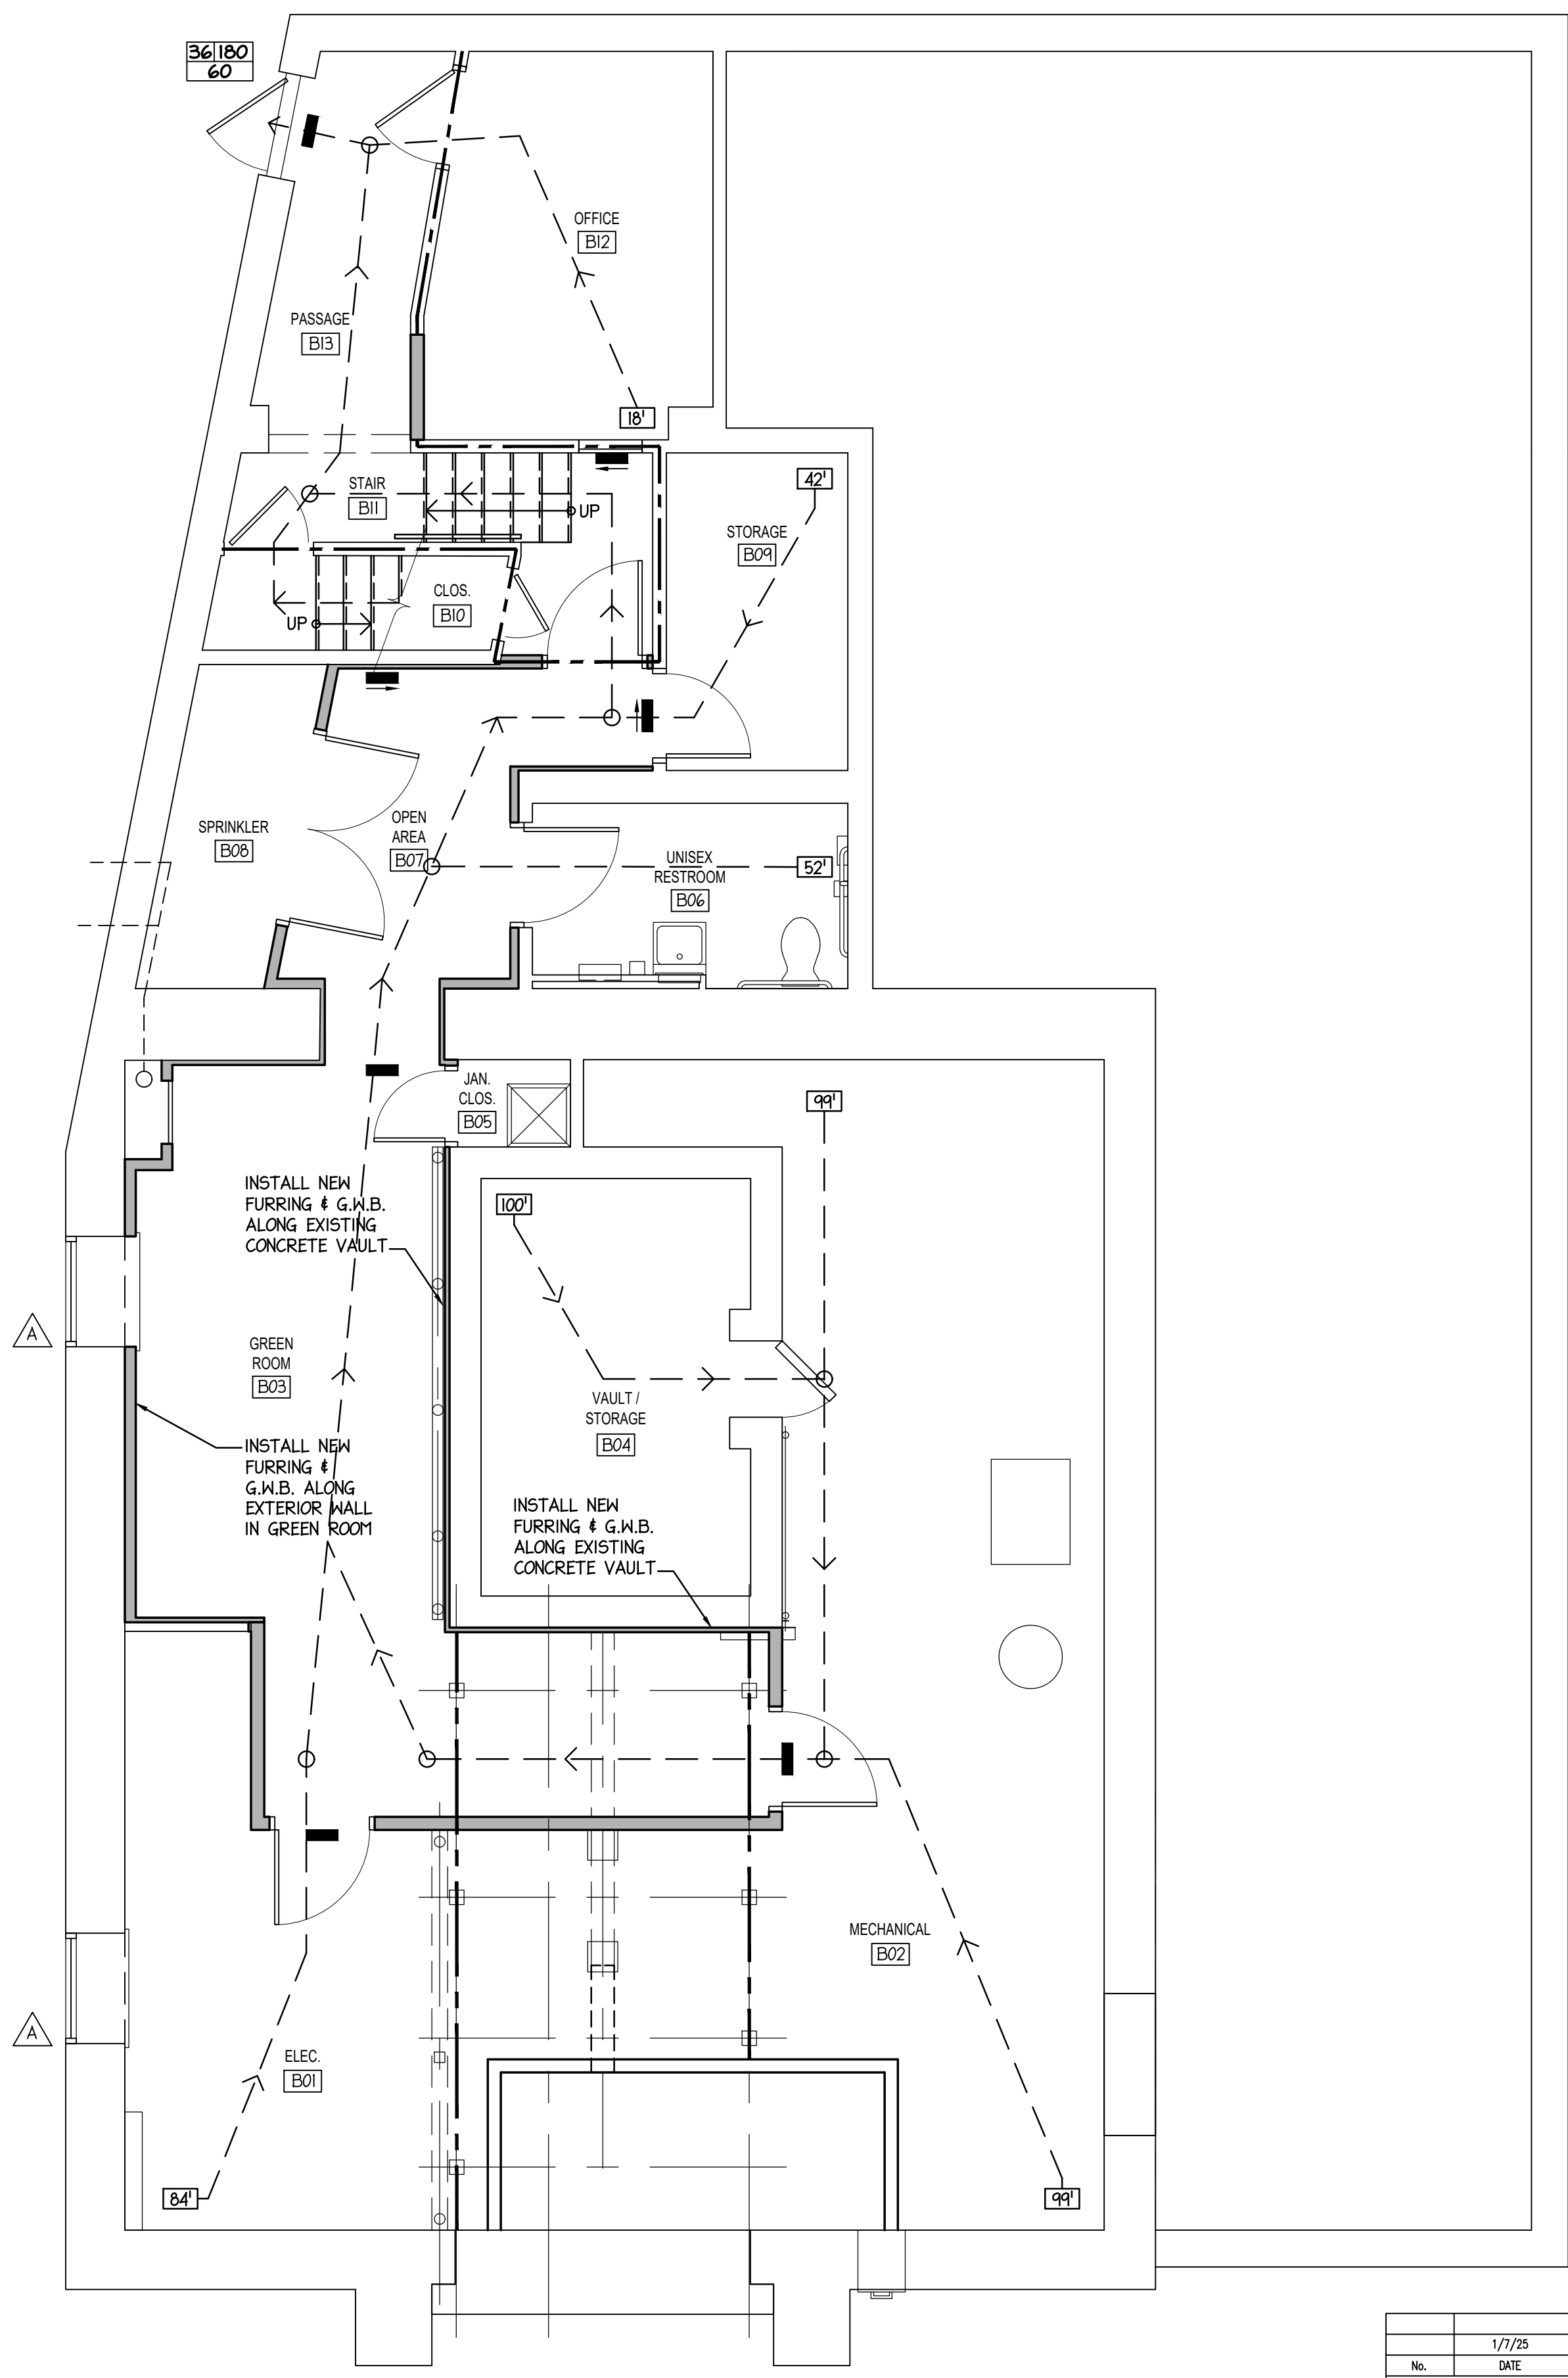 36 180
60
OFFICE
B12
PASSAGE
B13
18'
42'
STAIR
B11
UP
STORAGE
B09
CLOS.
B10
UP
OPEN
AREA
B07
SPRINKLER
B08
UNISEX
RESTROOM
B06
52'
JAN.
CLOS.
B05
99'
INSTALL NEW
FURRING & G.W.B.
ALONG EXISTING
CONCRETE VAULT
100'
A
GREEN
ROOM
B03
VAULT /
STORAGE
B04
INSTALL NEW
FURRING &
G.W.B. ALONG
EXTERIOR WALL
IN GREEN ROOM
INSTALL NEW
FURRING & G.W.B.
ALONG EXISTING
CONCRETE VAULT
MECHANICAL
B02
A
ELEC.
B01
84'
99'
1/7/25
No. DATE